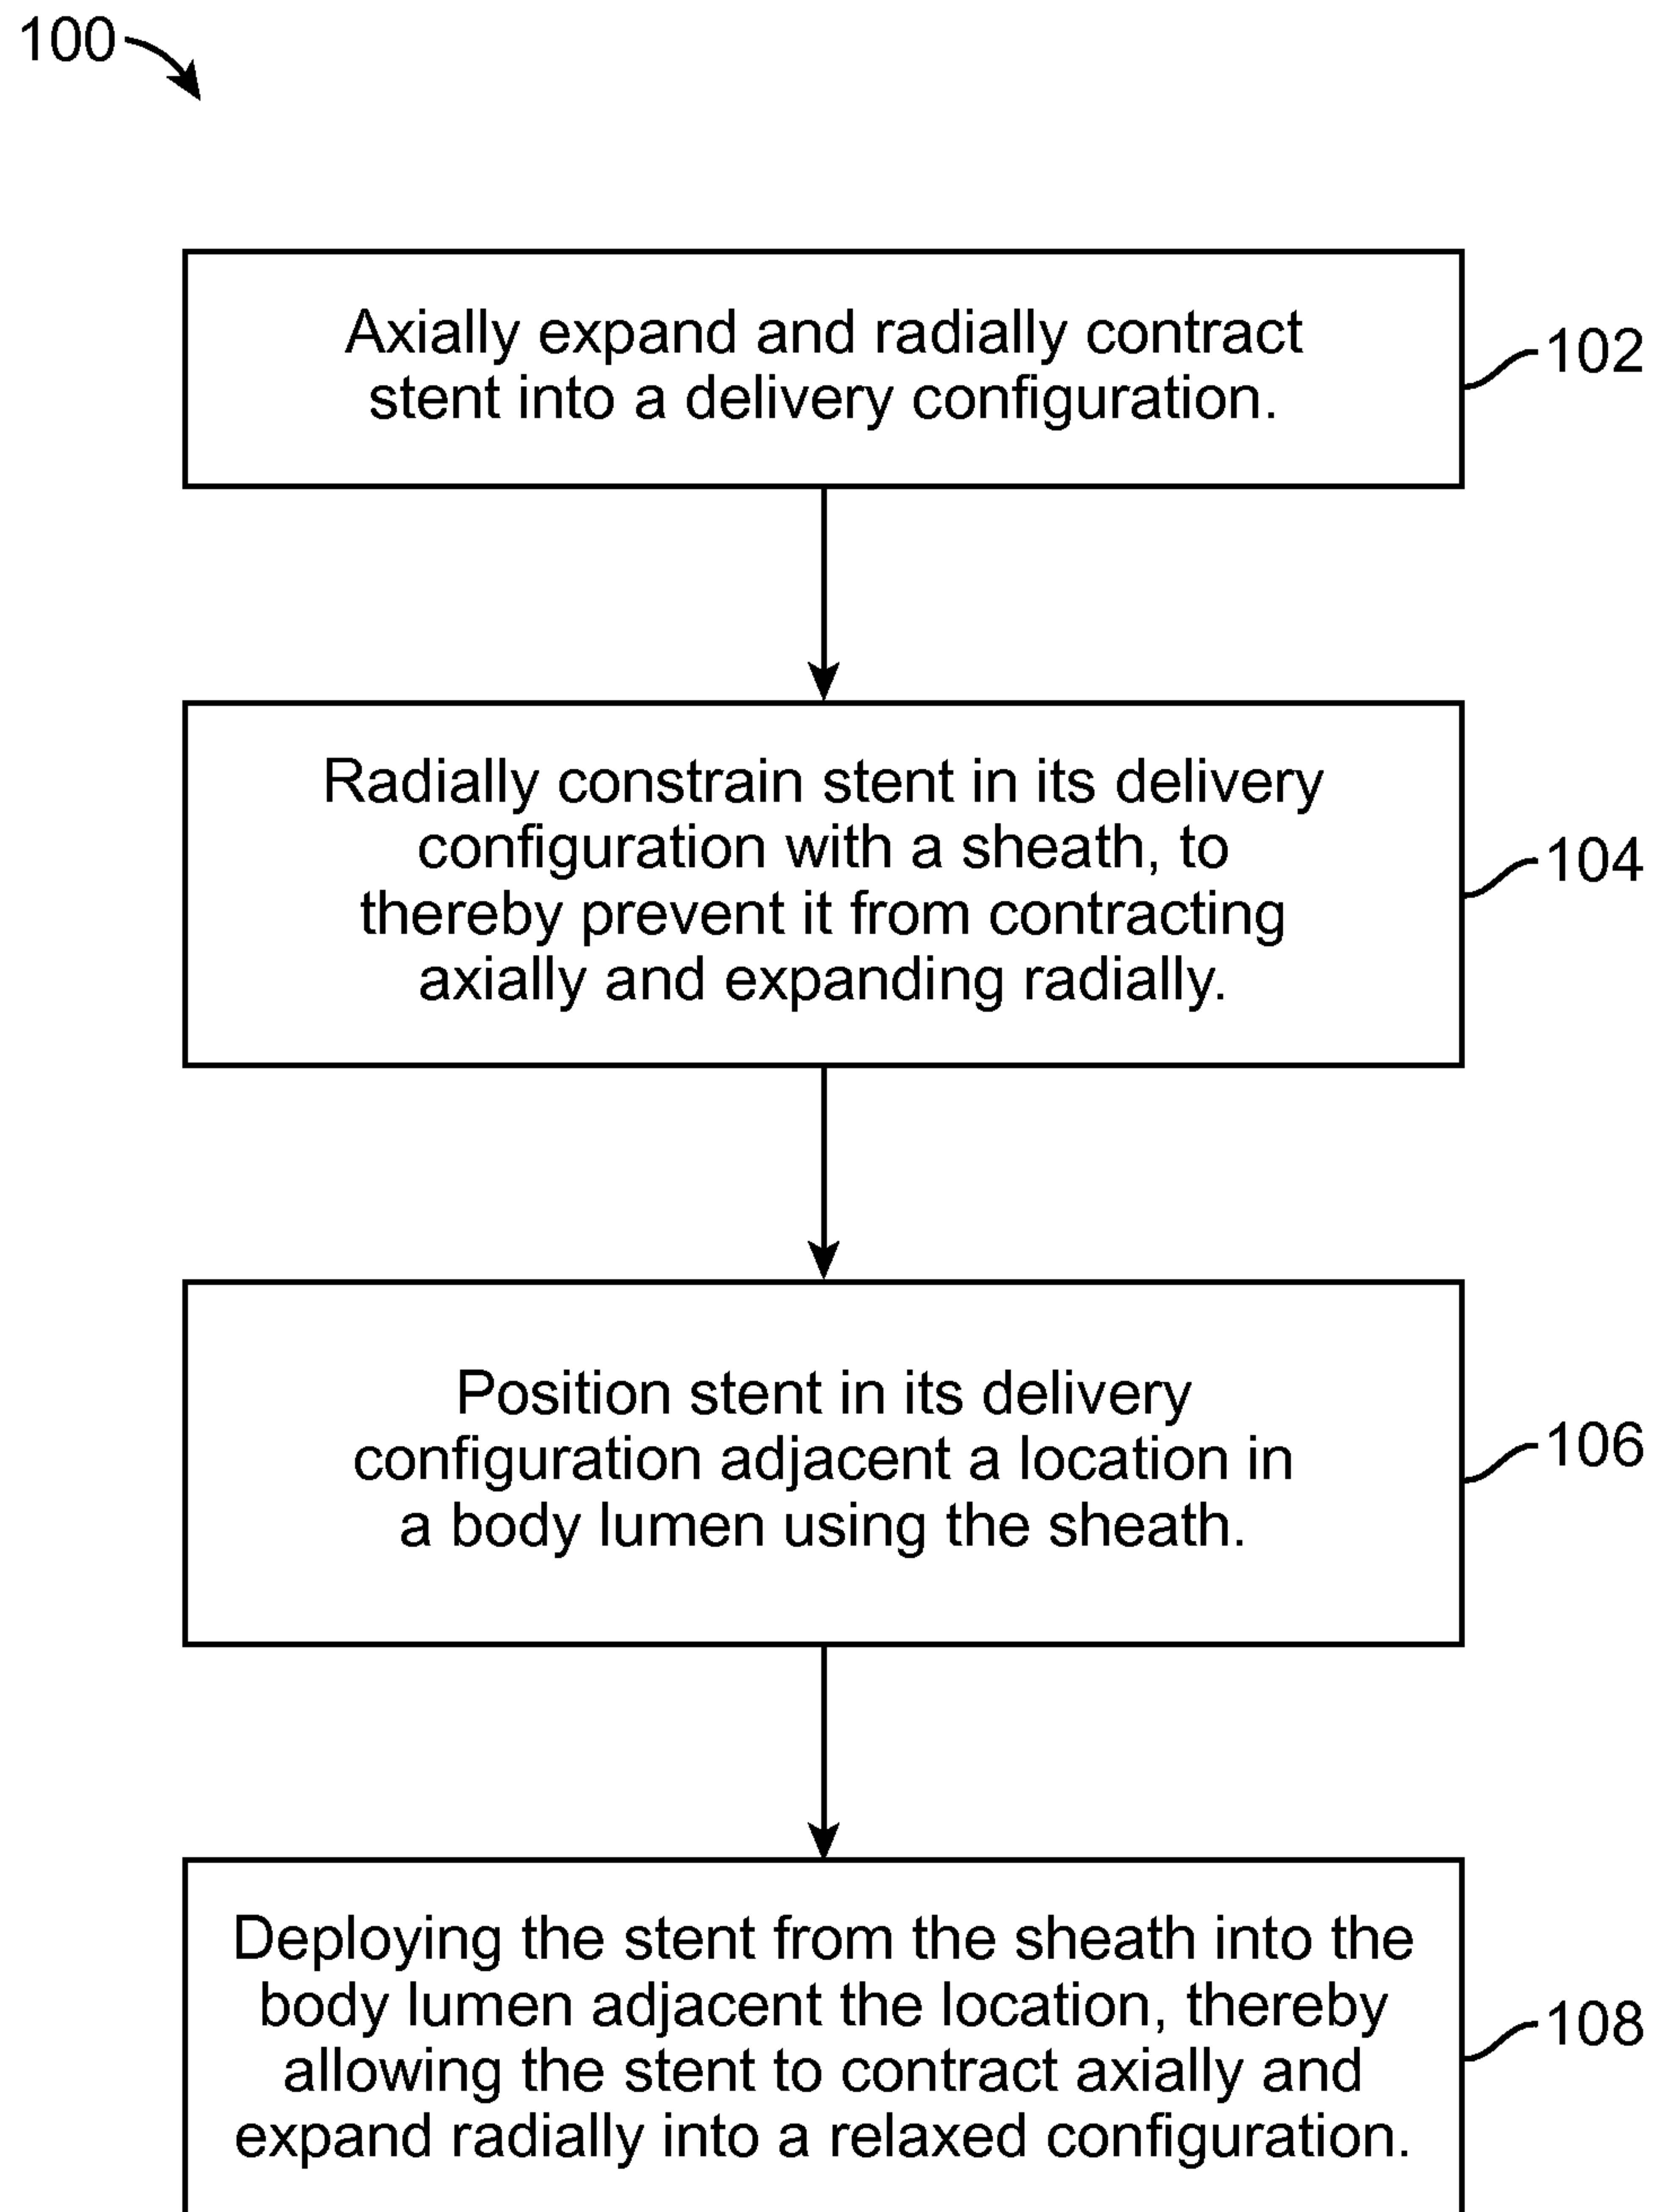 100
Axially expand and radially contract
stent into a delivery configuration.
102
Radially constrain stent in its delivery
configuration with a sheath, to
thereby prevent it from contracting
axially and expanding radially.
104
Position stent in its delivery
configuration adjacent a location in
a body lumen using the sheath.
106
Deploying the stent from the sheath into the
body lumen adjacent the location, thereby
allowing the stent to contract axially and
expand radially into a relaxed configuration.
108